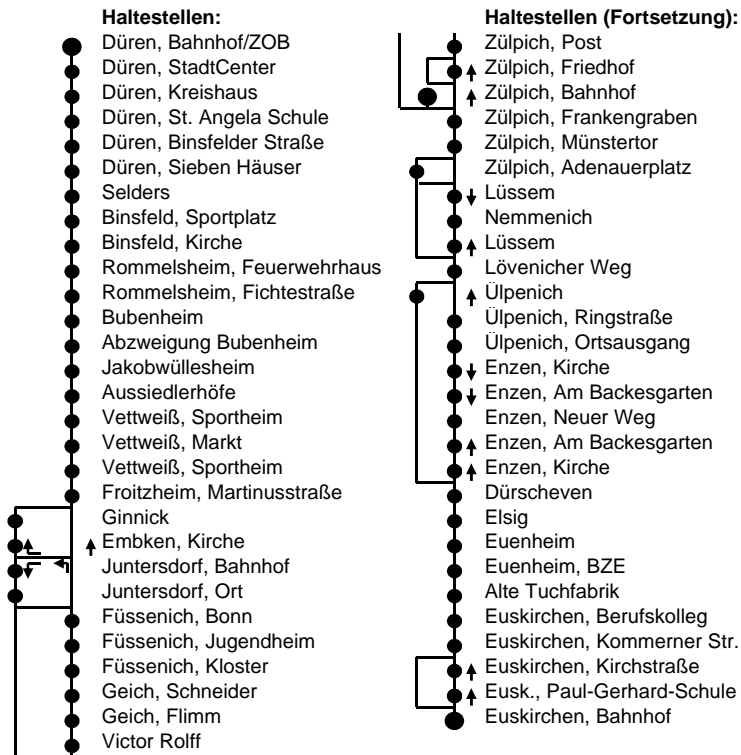 Haltestellen:
Düren, Bahnhof/ZOB
Düren, StadtCenter
Düren, Kreishaus
Düren, St. Angela Schule
Düren, Binsfelder Straße
Düren, Sieben Häuser
Selders
Binsfeld, Sportplatz
Binsfeld, Kirche
Rommelsheim, Feuerwehrhaus
Rommelsheim, Fichtestraße
Bubenheim
Abzweigung Bubenheim
Jakobwüllesheim
Aussiedlerhöfe
Vettweiß, Sportheim
Vettweiß, Markt
Vettweiß, Sportheim
Froitzheim, Martinusstraße
Ginnick
Embken, Kirche
Juntersdorf, Bahnhof
Juntersdorf, Ort
Füssenich, Bonn
Füssenich, Jugendheim
Füssenich, Kloster
Geich, Schneider
Geich, Flimm
Victor Rolff
Haltestellen (Fortsetzung):
Zülpich, Post
Zülpich, Friedhof
Zülpich, Bahnhof
Zülpich, Frankengraben
Zülpich, Münstertor
Zülpich, Adenauerplatz
Lüssem
Nemmenich
Lüssem
Lövenicher Weg
Ülpenich
Ülpenich, Ringstraße
Ülpenich, Ortsausgang
Enzen, Kirche
Enzen, Am Backesgarten
Enzen, Neuer Weg
Enzen, Am Backesgarten
Enzen, Kirche
Dürscheven
Elsig
Euenheim
Euenheim, BZE
Alte Tuchfabrik
Euskirchen, Berufskolleg
Euskirchen, Kommerner Str.
Euskirchen, Kirchstraße
Eusk., Paul-Gerhard-Schule
Euskirchen, Bahnhof